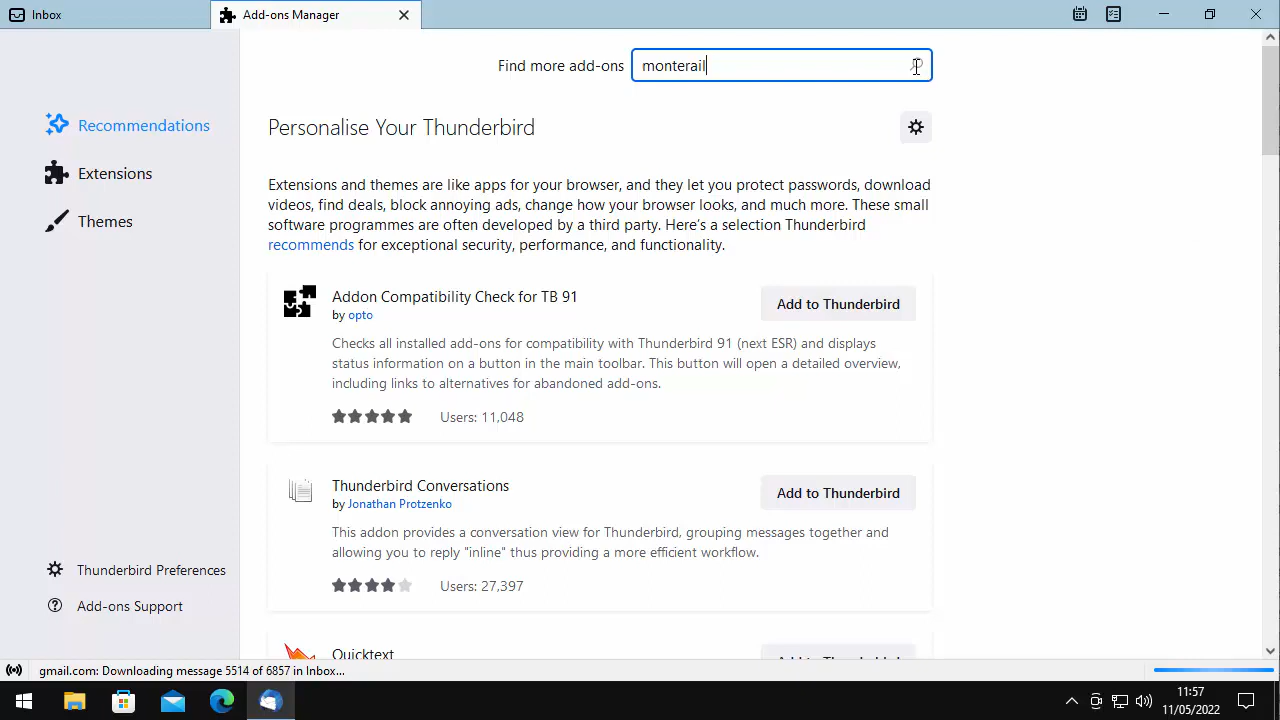 Inbox
Add-ons Manager
Find more add-ons
monterail
Recommendations
Extensions
Themes
Thunderbird Preferences
Add-ons Support
Personalise Your Thunderbird
Extensions and themes are like apps for your browser, and they let you protect passwords, download
videos, find deals, block annoying ads, change how your browser looks, and much more. These small
software programmes are often developed by a third party. Here's a selection Thunderbird
recommends for exceptional security, performance, and functionality.
Addon Compatibility Check for TB 91
by opto
Add to Thunderbird
Checks all installed add-ons for compatibility with Thunderbird 91 (next ESR) and displays
status information on a button in the main toolbar. This button will open a detailed overview,
including links to alternatives for abandoned add-ons.
Users: 11,048
Thunderbird Conversations
by Jonathan Protzenko
Add to Thunderbird
This addon provides a conversation view for Thunderbird, grouping messages together and
allowing you to reply "inline" thus providing a more efficient workflow.
Users: 27,397
Quicktext
Add to Thunderbird
gmail.com: Downloading message 5514 of 6857 in Inbox...
11:57
11/05/2022